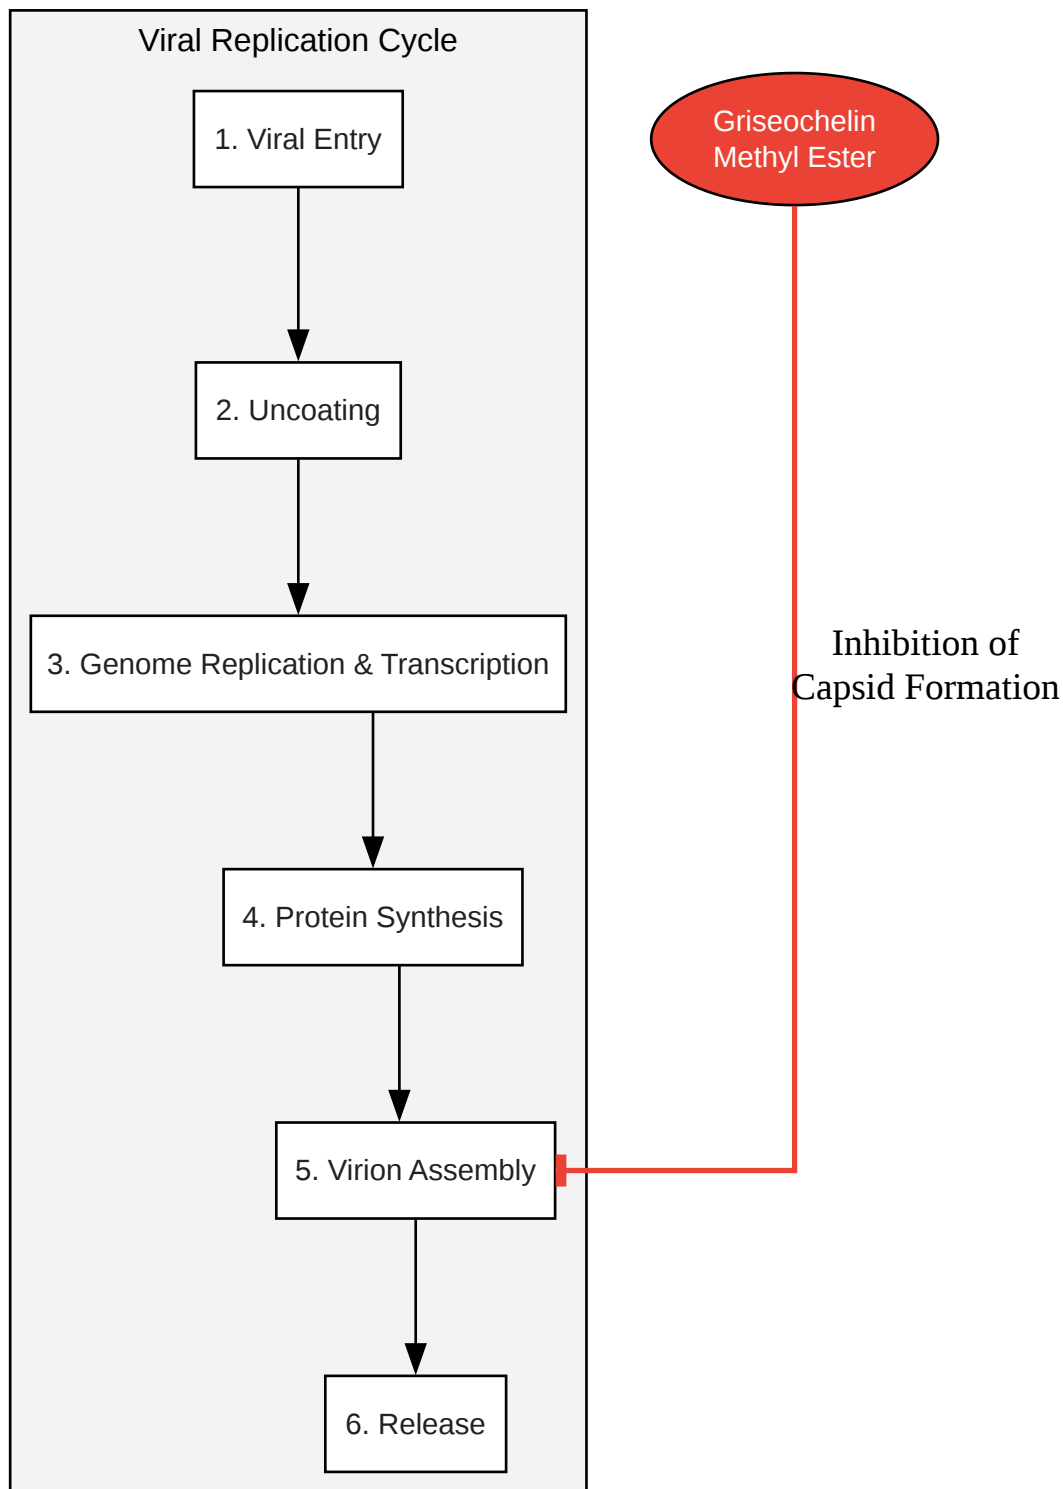 Viral Replication Cycle
1. Viral Entry
Griseochelin
Methyl Ester
2. Uncoating
Inhibition of
Capsid Formation
3. Genome Replication & Transcription
4. Protein Synthesis
5. Virion Assembly
6. Release